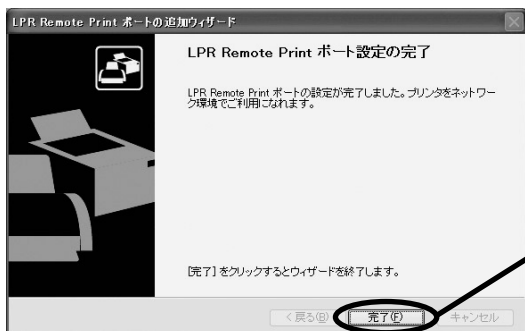 LPR Remote Print ポートの追加ウィザード
LPR Remote Print ポート設定の完了
LPR Remote Print ポートの設定が完了しました。プリンタをネットワー
ク環境でご利用になれます。
[完了] をクリックするとウィザードを終了します。
< 戻る(B)
完了(F)
キャンセル